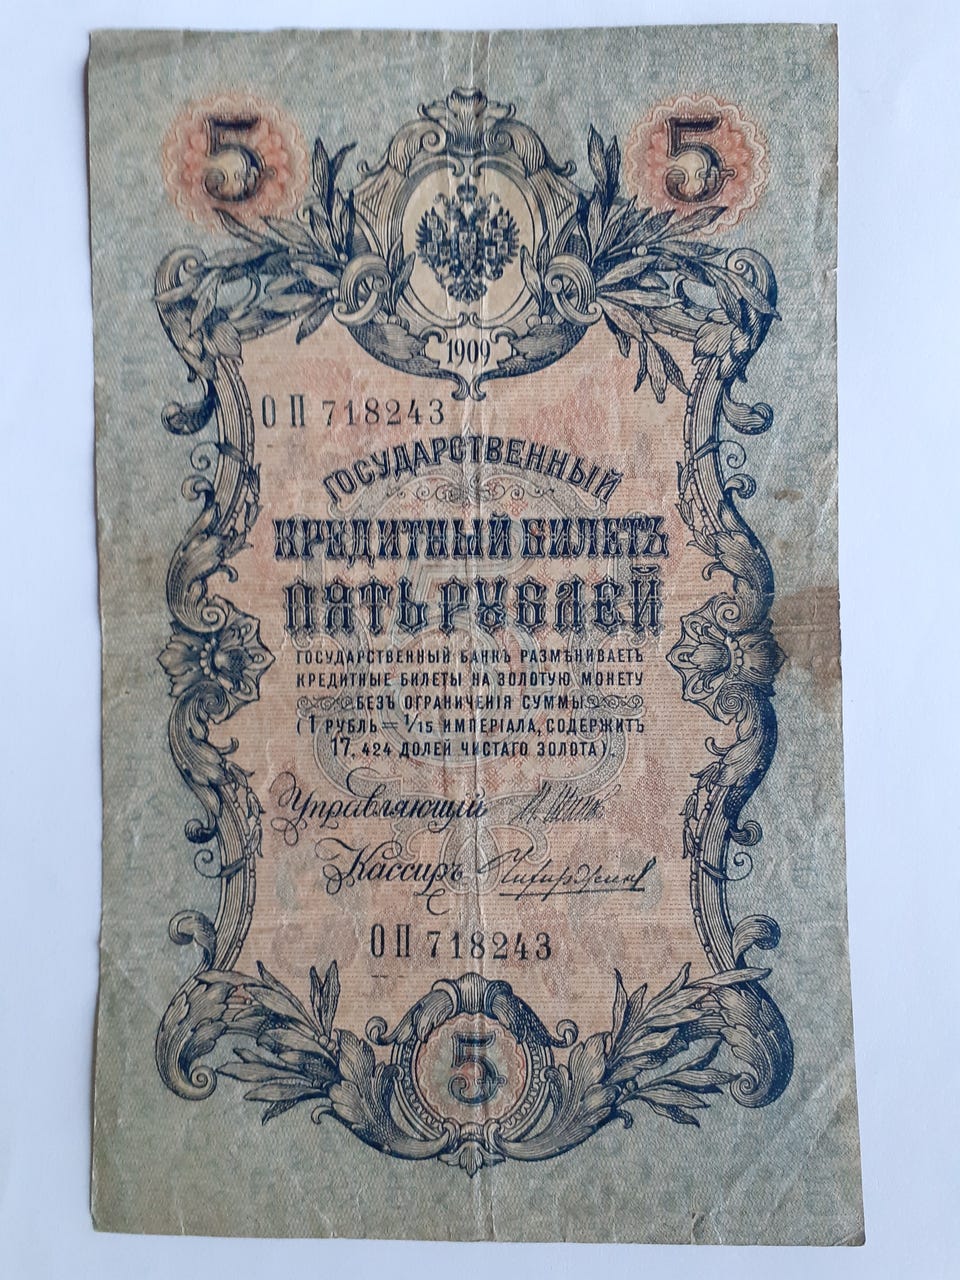 5 5
1909
ОП 718243
ГОСУДАРСТВЕННЫЙ
КРЕДИТНЫЙ БИЛЕТЪ
ПЯТЬ РУБЛЕЙ
ГОСУДАРСТВЕННЫЙ БАНКЪ РАЗМѢНИВАЕТЪ
КРЕДИТНЫЕ БИЛЕТЫ НА ЗОЛОТУЮ МОНЕТУ
БЕЗЪ ОГРАНИЧЕНІЯ СУММЫ
(1 РУБЛЬ = 1/15 ИМПЕРІАЛА, СОДЕРЖИТЪ
17,424 ДОЛЕЙ ЧИСТАГО ЗОЛОТА).
Управляющій
Кассиръ
ОП 718243
5